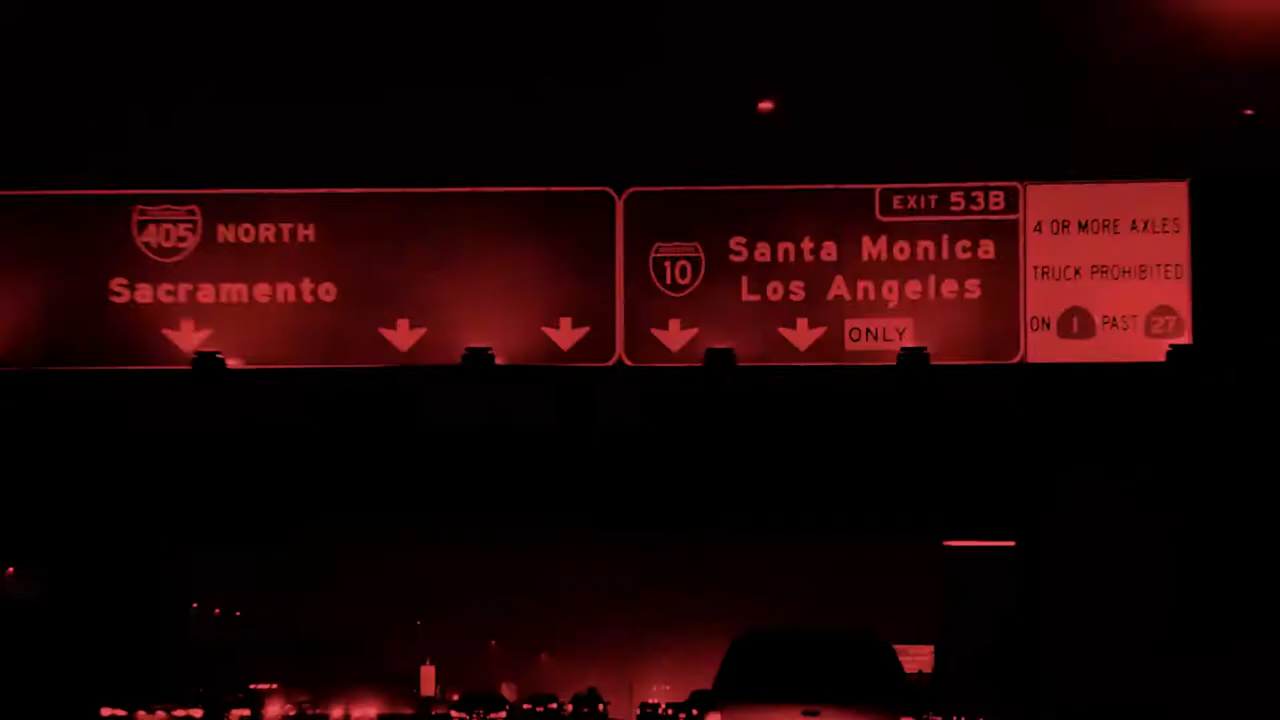 405 NORTH
Sacramento
EXIT 53B
10
Santa Monica
Los Angeles
ONLY
4 OR MORE AXLES
TRUCK PROHIBITED
ON 1 PAST 27